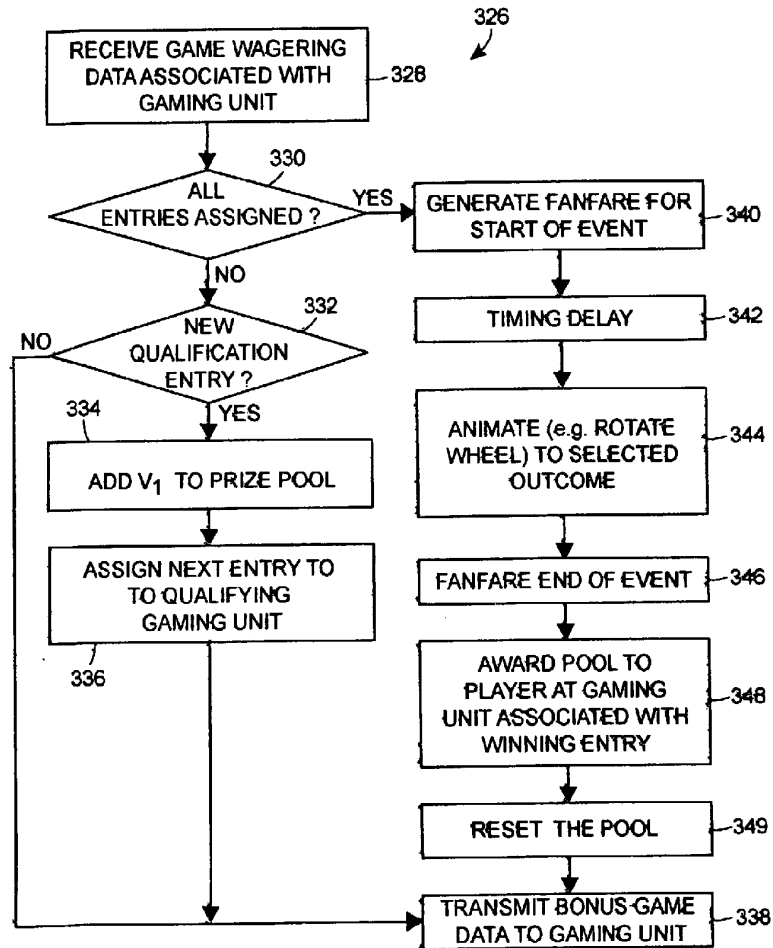 326
RECEIVE GAME WAGERING
DATA ASSOCIATED WITH
GAMING UNIT
328
330
ALL
ENTRIES ASSIGNED ?
YES
NO
GENERATE FANFARE FOR
START OF EVENT
340
332
NEW
QUALIFICATION
ENTRY ?
NO
YES
TIMING DELAY
342
334
ADD V1 TO PRIZE POOL
ANIMATE (e.g. ROTATE
WHEEL) TO SELECTED
OUTCOME
344
ASSIGN NEXT ENTRY TO
TO QUALIFYING
GAMING UNIT
336
FANFARE END OF EVENT
346
AWARD POOL TO
PLAYER AT GAMING
UNIT ASSOCIATED WITH
WINNING ENTRY
348
RESET THE POOL
349
TRANSMIT BONUS GAME
DATA TO GAMING UNIT
338